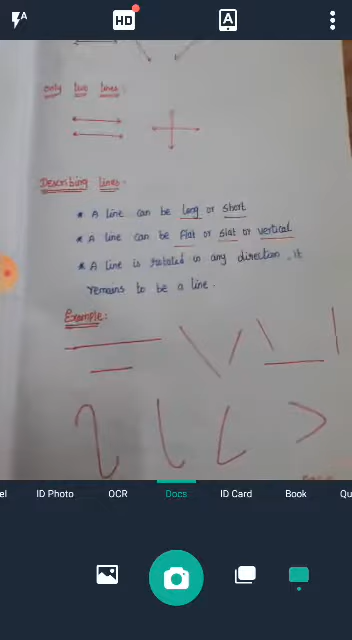 A
HD
A
only two lines:
Describing lines:
* A line can be long or short
* A line can be flat or slat or vertical
* A line is rotated in any direction, it
remains to be a line.
Example:
el
ID Photo
OCR
Docs
ID Card
Book
Qu